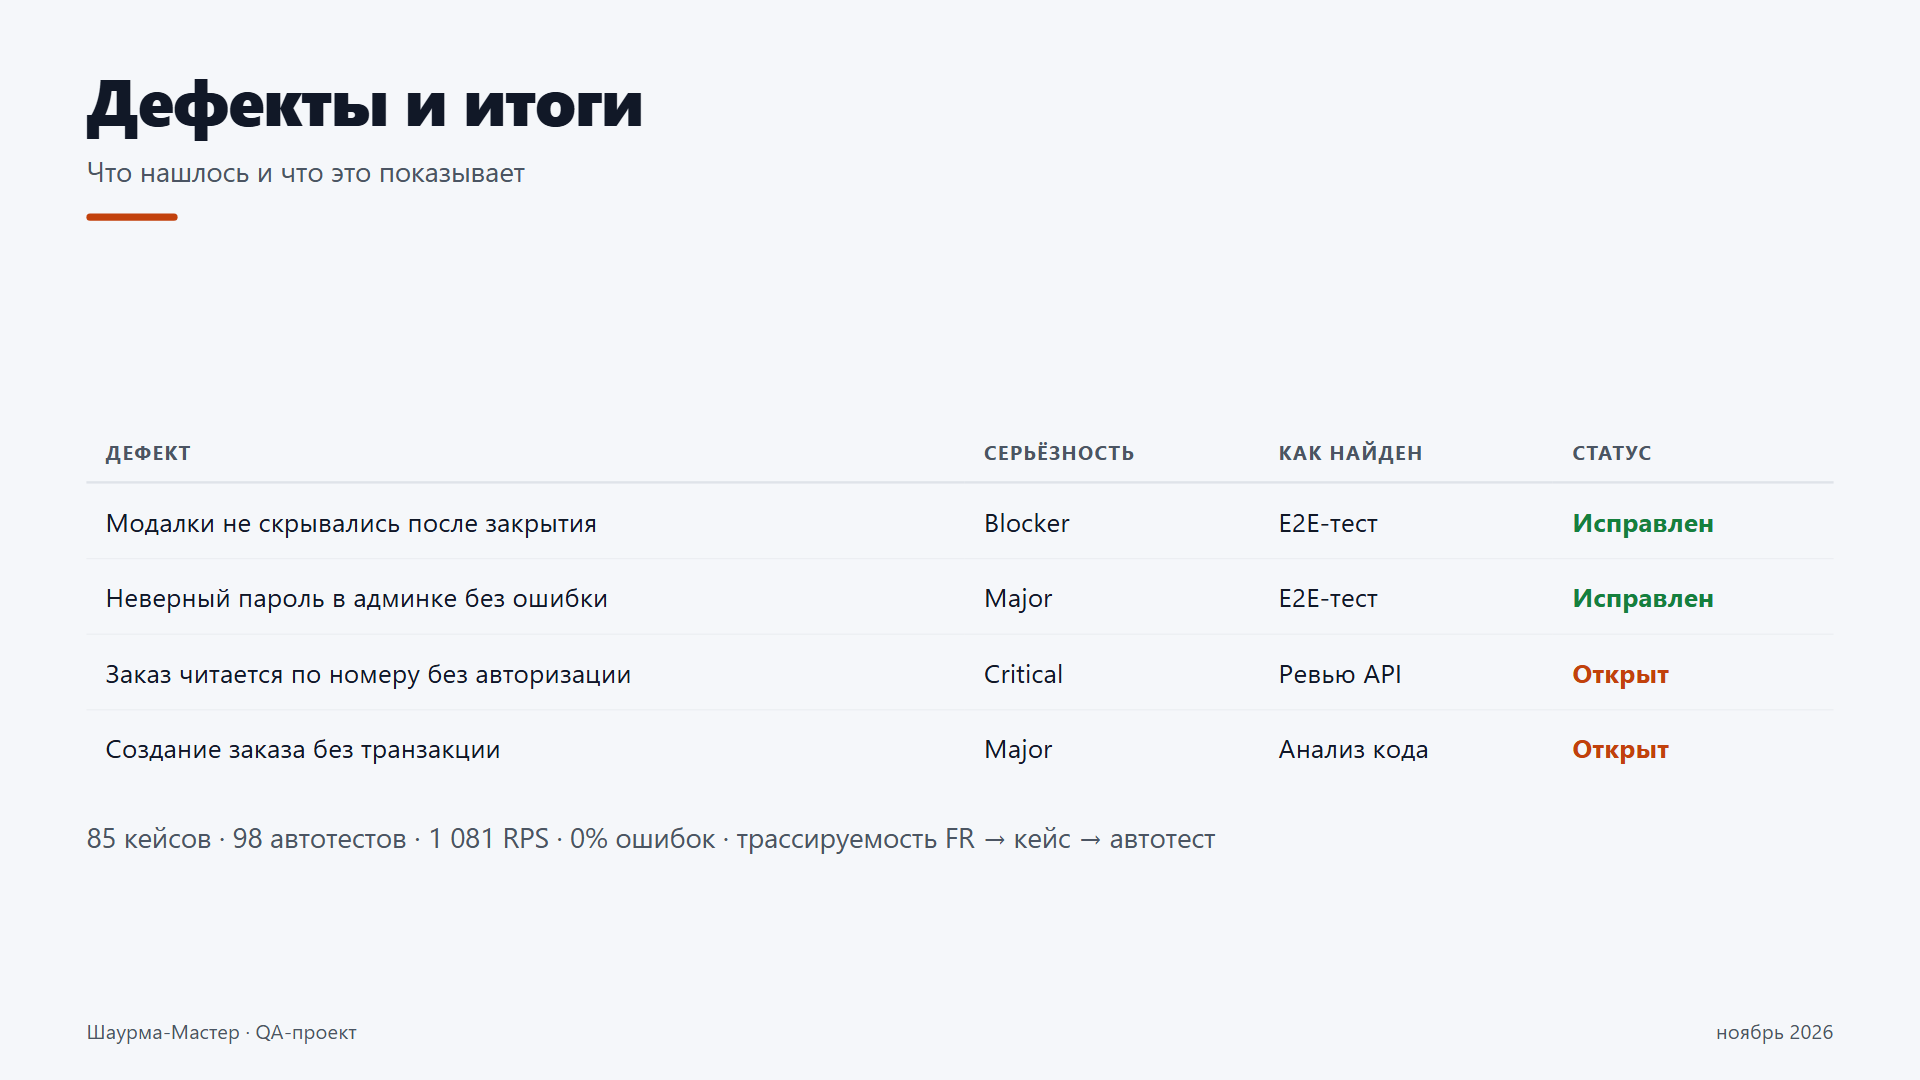 Дефекты и итоги
Что нашлось и что это показывает
ДЕФЕКТ СЕРЬЁЗНОСТЬ КАК НАЙДЕН СТАТУС
Модалки не скрывались после закрытия Blocker E2E-тест Исправлен
Неверный пароль в админке без ошибки Major E2E-тест Исправлен
Заказ читается по номеру без авторизации Critical Ревью API Открыт
Создание заказа без транзакции Major Анализ кода Открыт
85 кейсов · 98 автотестов · 1 081 RPS · 0% ошибок · трассируемость FR → кейс → автотест
Шаурма-Мастер · QA-проект ноябрь 2026